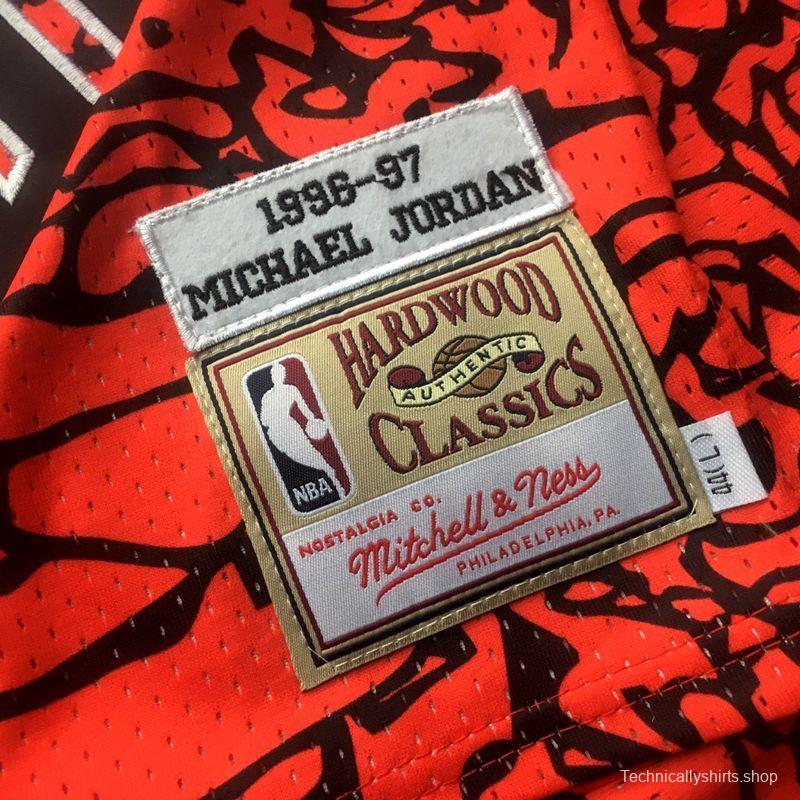 1996-97
MICHAEL JORDAN
HARDWOOD
AUTHENTIC
CLASSICS
NBA
NOSTALGIA CO.
Mitchell & Ness
PHILADELPHIA, PA.
44(L)
Technicallyshirts.shop